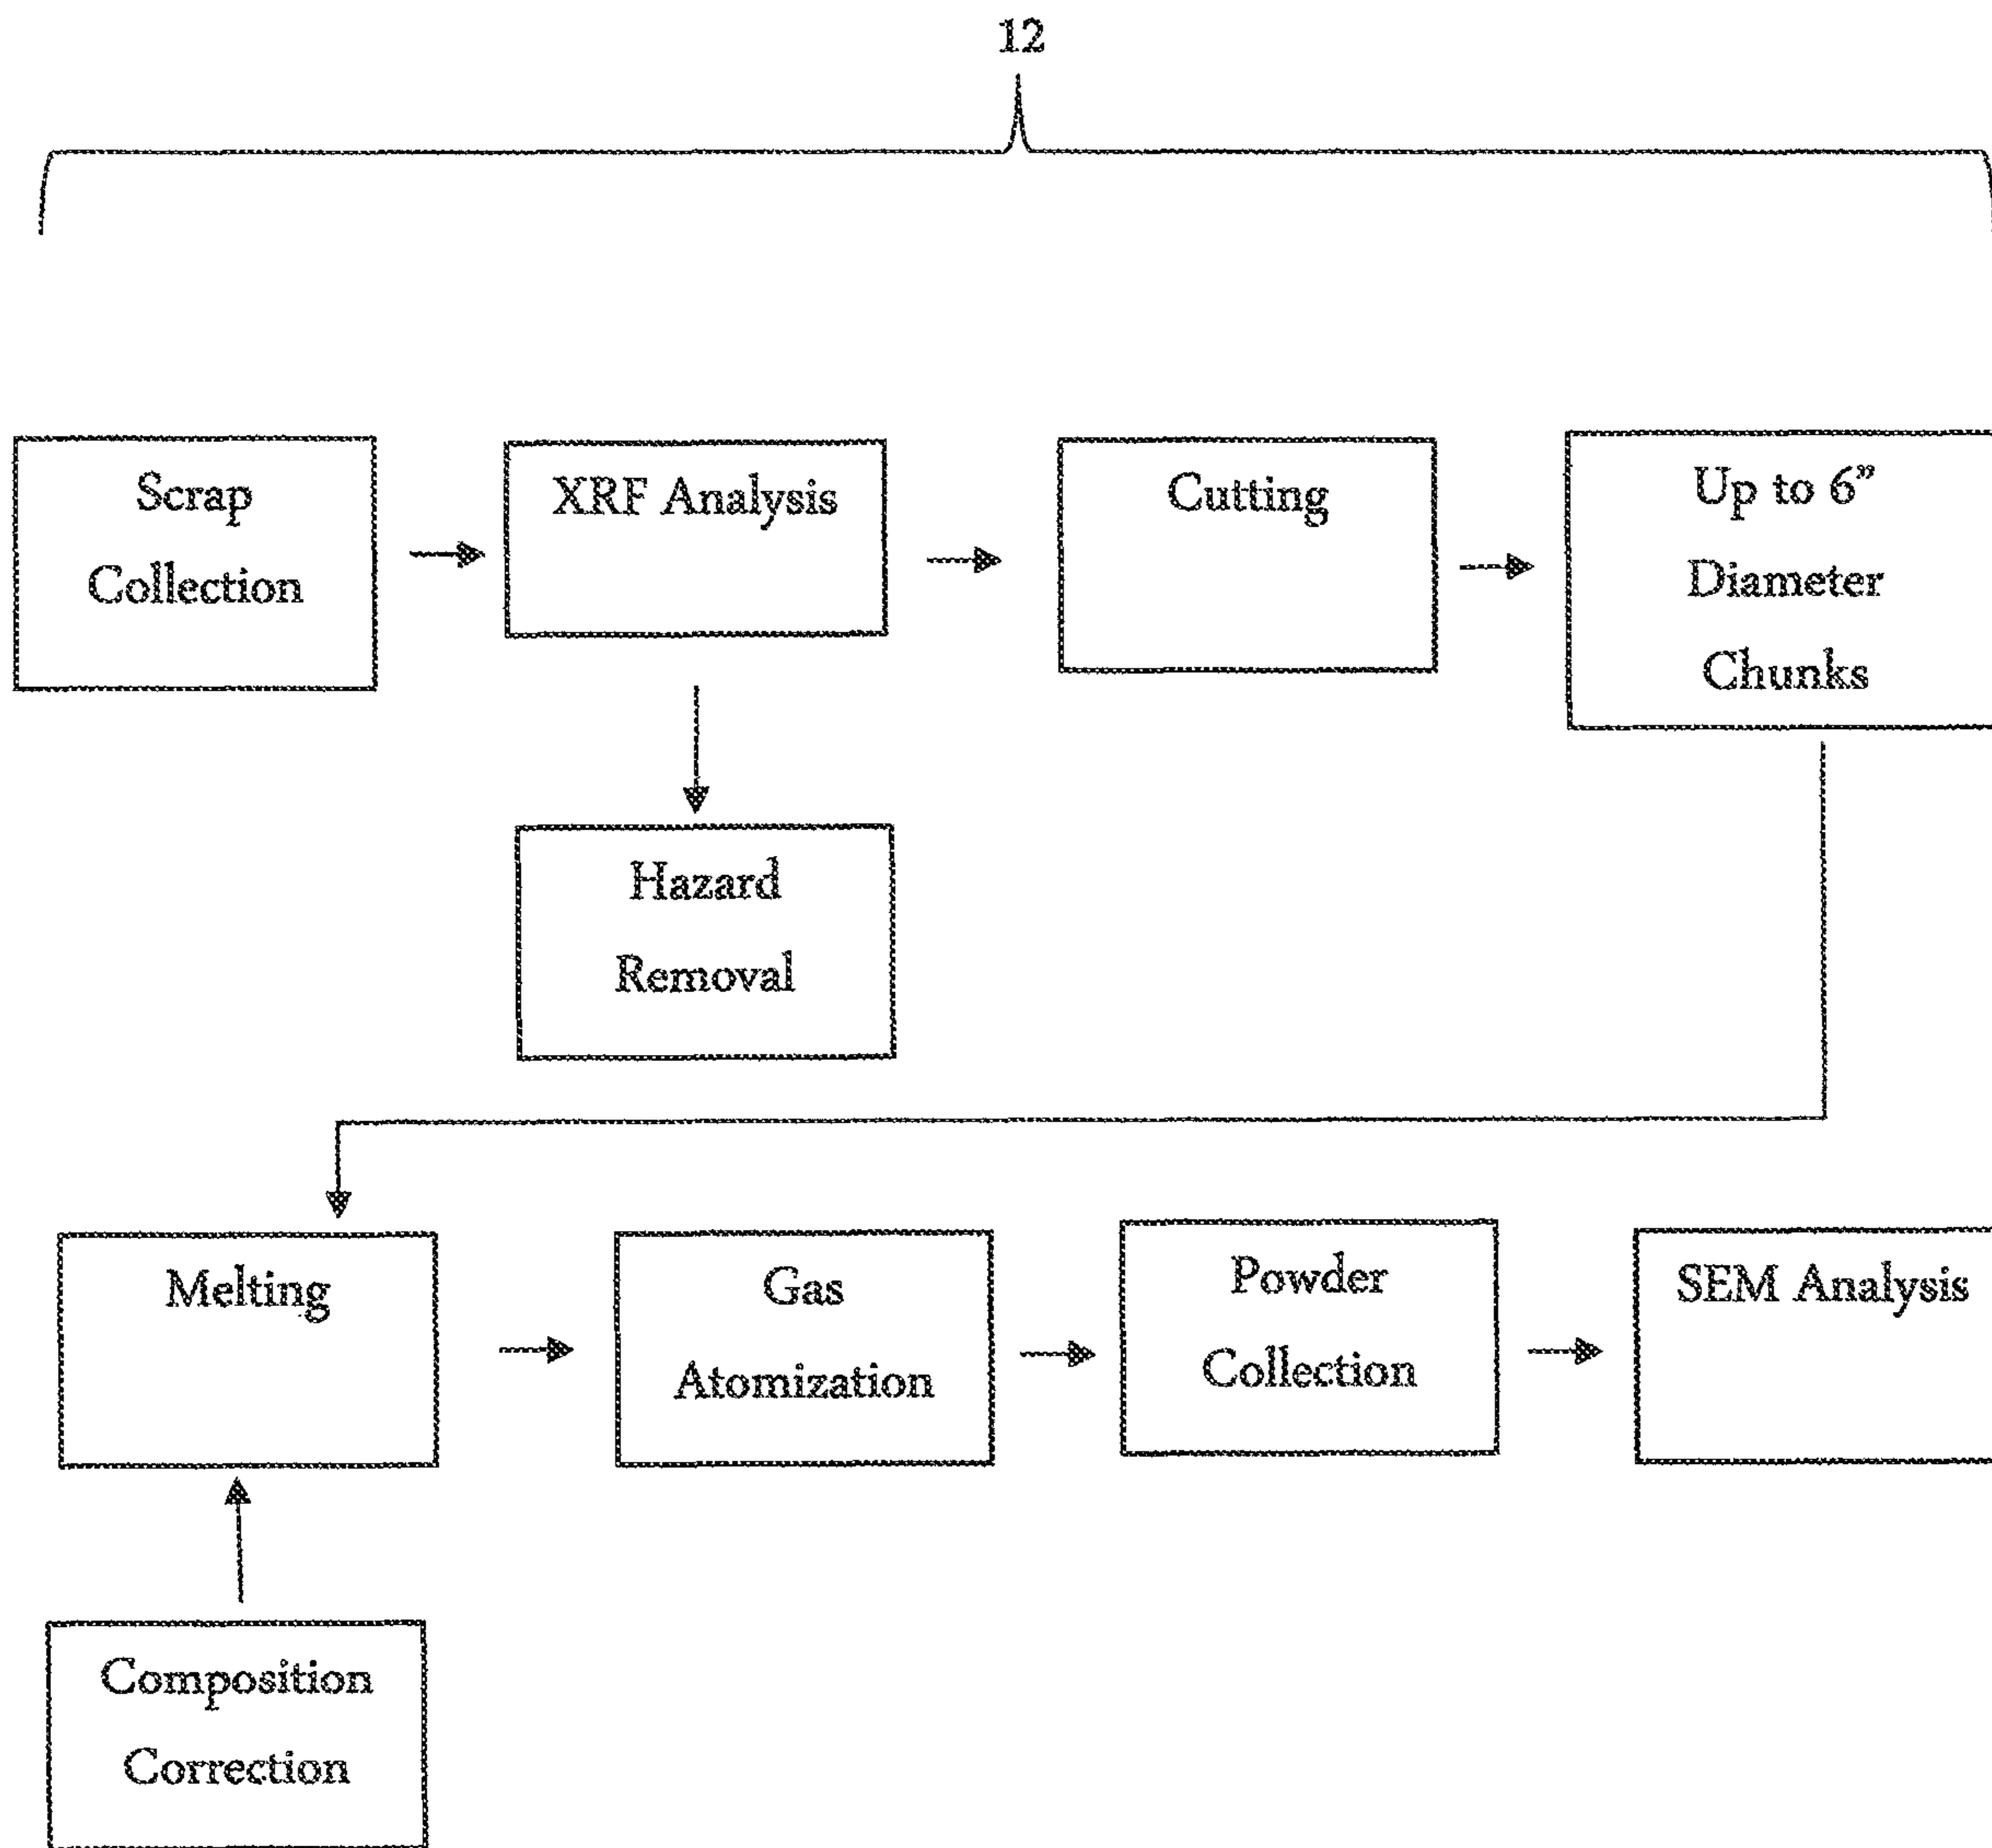 12
Scrap
Collection
XRF Analysis
Cutting
Up to 6”
Diameter
Chunks
Hazard
Removal
Melting
Gas
Atomization
Powder
Collection
SEM Analysis
Composition
Correction